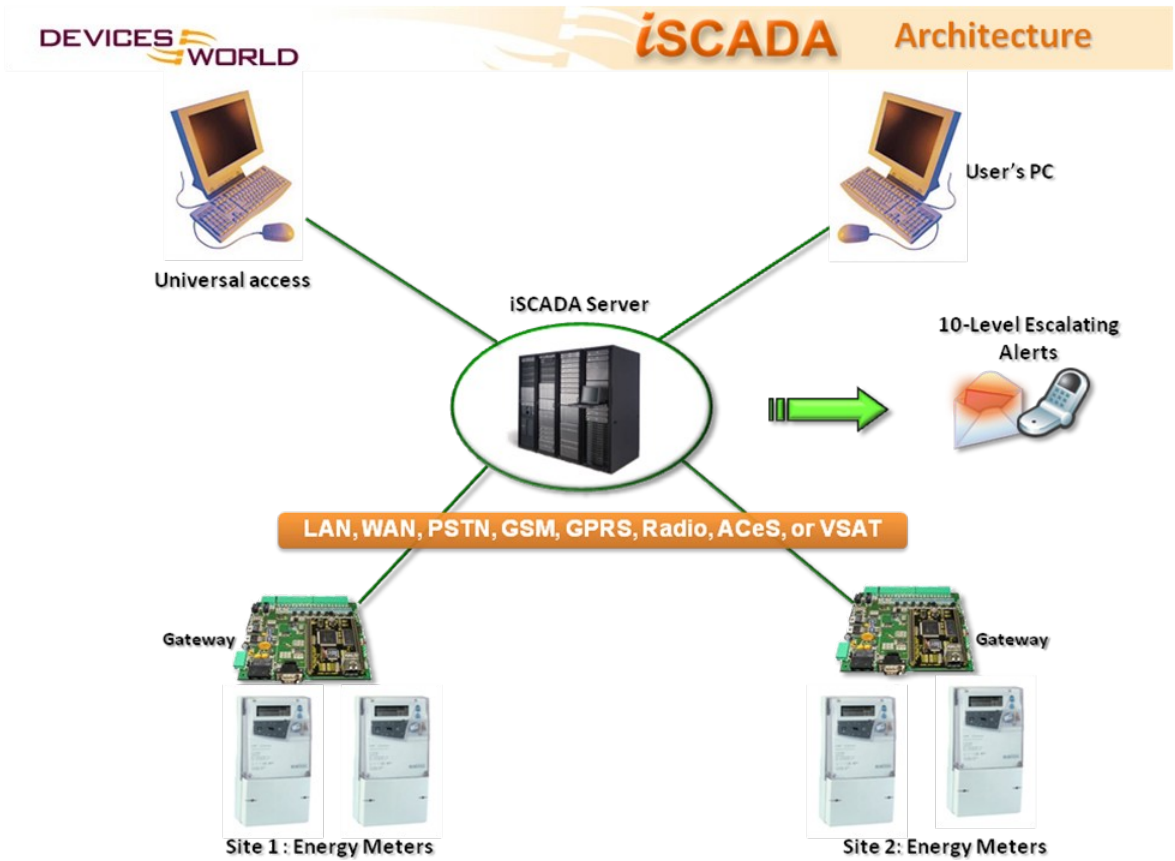 DEVICES WORLD
iSCADA Architecture
User's PC
Universal access
iSCADA Server
10-Level Escalating
Alerts
LAN, WAN, PSTN, GSM, GPRS, Radio, ACeS, or VSAT
Gateway
Gateway
Site 1 : Energy Meters
Site 2: Energy Meters